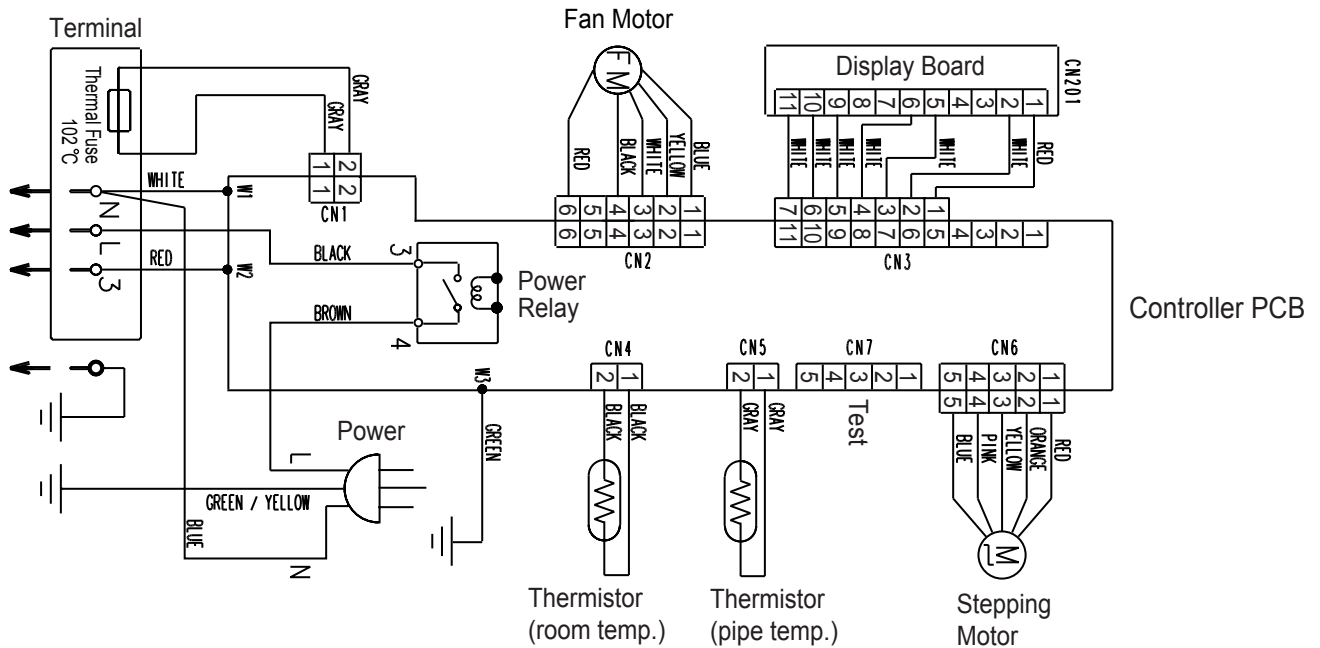 Terminal
Thermal Fuse
102 ℃
GRAY
GRAY
1 2
1 2
CN1
WHITE
W1
N
BLACK
L
RED
W2
3
3
4
BROWN
Power
Relay
Fan Motor
F M
RED
BLACK
WHITE
YELLOW
BLUE
6 5 4 3 2 1
6 5 4 3 2 1
CN2
Display Board
CN201
11 10 9 8 7 6 5 4 3 2 1
WHITE
WHITE
WHITE
WHITE
WHITE
WHITE
RED
7 6 5 4 3 2 1
11 10 9 8 7 6 5 4 3 2 1
CN3
Controller PCB
W3
GREEN
Power
L
GREEN / YELLOW
BLUE
N
CN4
2 1
BLACK
BLACK
Thermistor
(room temp.)
CN5
2 1
GRAY
GRAY
Thermistor
(pipe temp.)
CN7
5 4 3 2 1
Test
CN6
5 4 3 2 1
5 4 3 2 1
BLUE
PINK
YELLOW
ORANGE
RED
M
Stepping
Motor